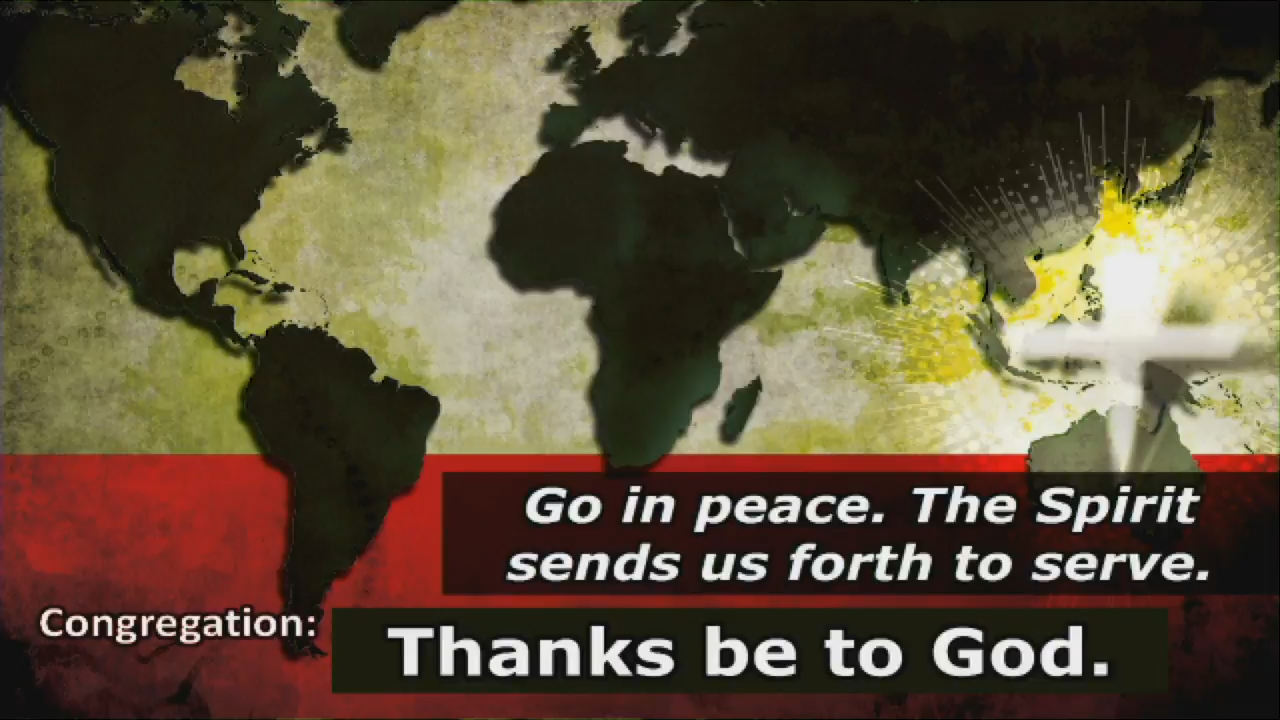 Go in peace. The Spirit
sends us forth to serve.
Congregation:
Thanks be to God.